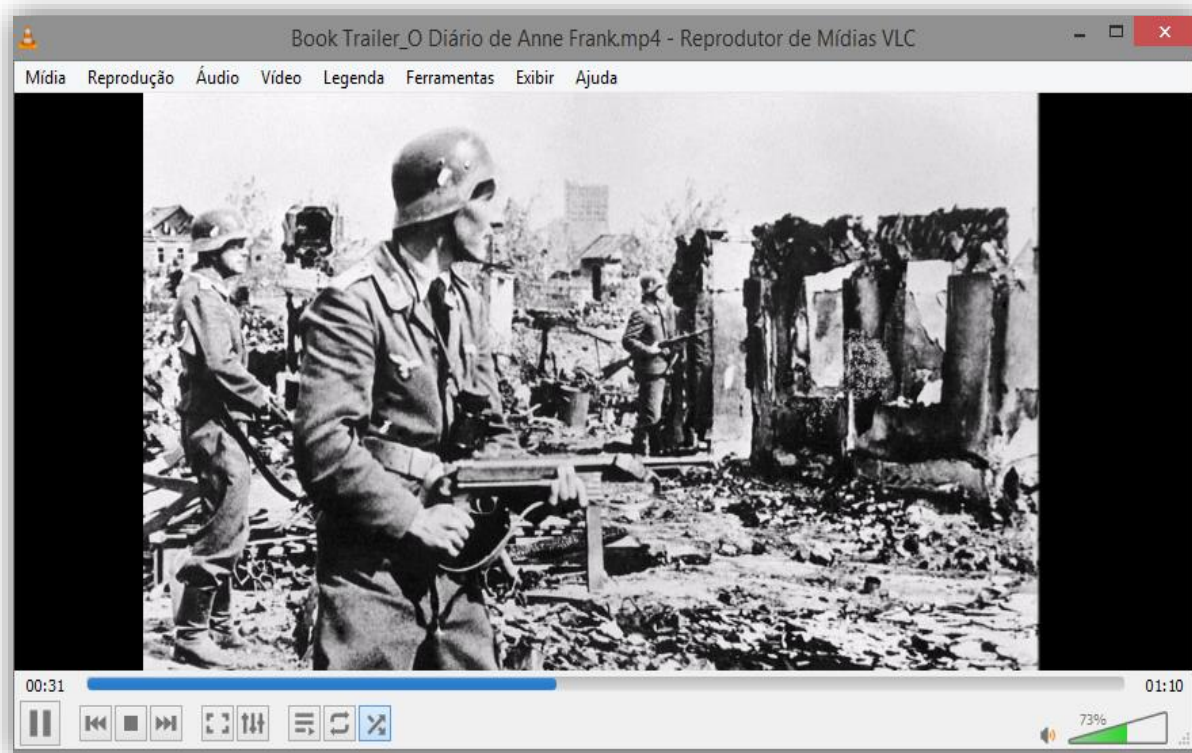 Book Trailer_O Diário de Anne Frank.mp4 - Reprodutor de Mídias VLC
Mídia Reprodução Áudio Vídeo Legenda Ferramentas Exibir Ajuda
00:31 01:10
73%